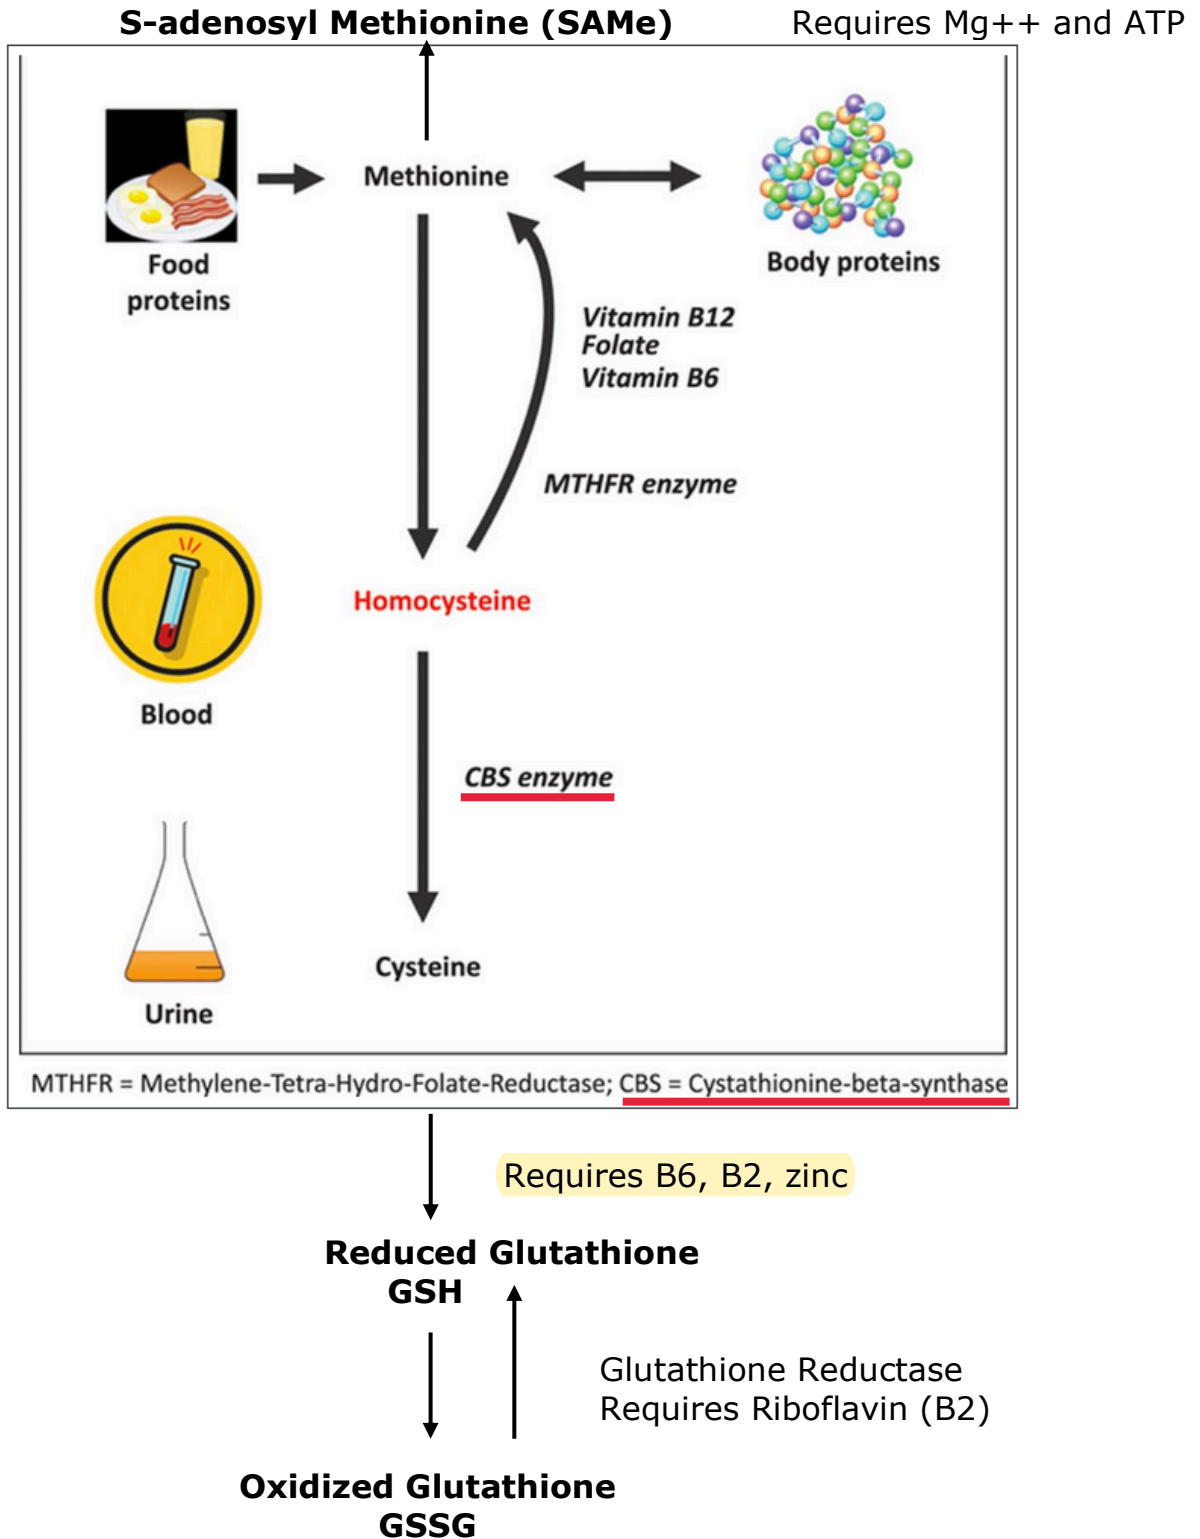 S-adenosyl Methionine (SAMe)
Requires Mg++ and ATP
Methionine
Food
proteins
Body proteins
Vitamin B12
Folate
Vitamin B6
MTHFR enzyme
Homocysteine
Blood
CBS enzyme
Cysteine
Urine
MTHFR = Methylene-Tetra-Hydro-Folate-Reductase; CBS = Cystathionine-beta-synthase
Requires B6, B2, zinc
Reduced Glutathione
GSH
Glutathione Reductase
Requires Riboflavin (B2)
Oxidized Glutathione
GSSG